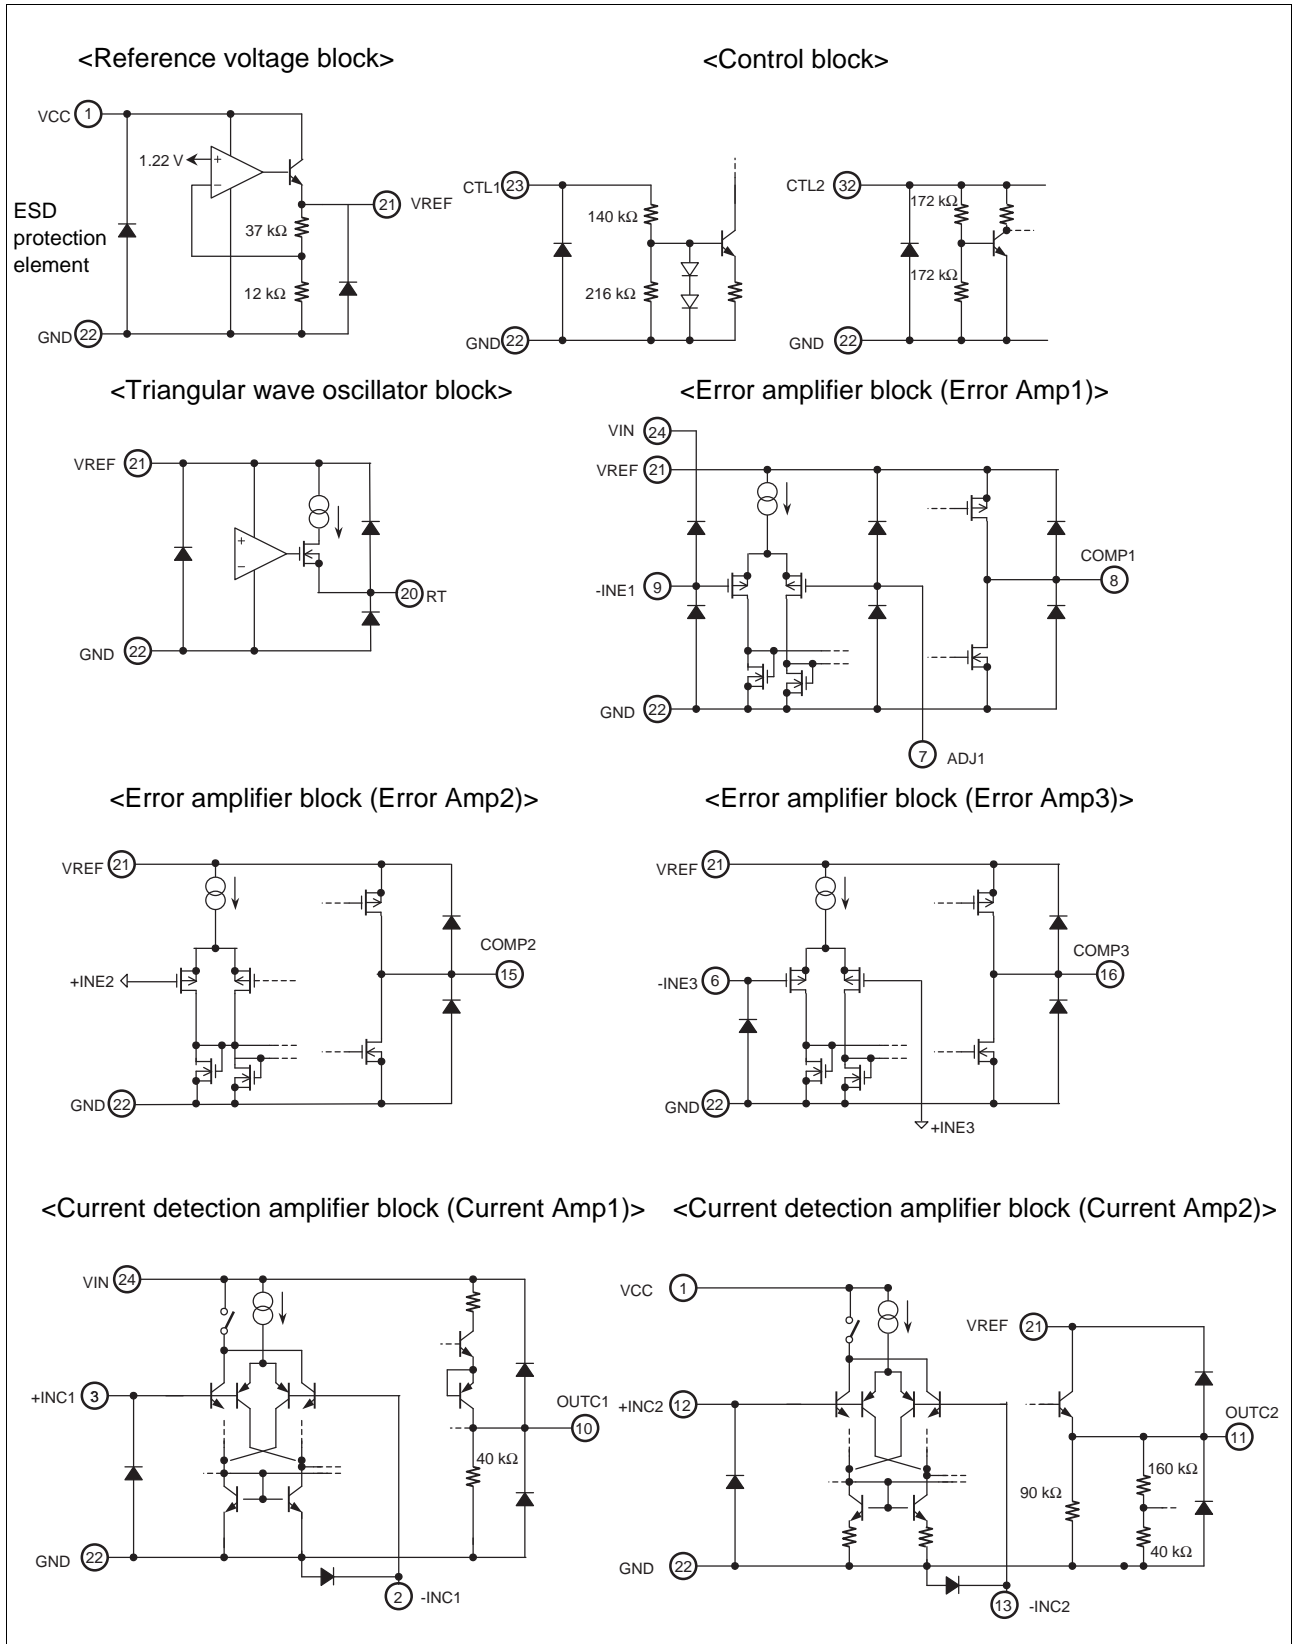 <Reference voltage block>
<Control block>
VCC 1
1.22 V
+
-
21 VREF
ESD
protection
element
37 kΩ
12 kΩ
GND 22
CTL1 23
140 kΩ
216 kΩ
GND 22
CTL2 32
172 kΩ
172 kΩ
GND 22
<Triangular wave oscillator block>
<Error amplifier block (Error Amp1)>
VREF 21
+
-
20 RT
GND 22
VIN 24
VREF 21
-INE1 9
COMP1
8
GND 22
7 ADJ1
<Error amplifier block (Error Amp2)>
<Error amplifier block (Error Amp3)>
VREF 21
+INE2
COMP2
15
GND 22
VREF 21
-INE3 6
COMP3
16
GND 22
+INE3
<Current detection amplifier block (Current Amp1)>
<Current detection amplifier block (Current Amp2)>
VIN 24
+INC1 3
OUTC1
10
40 kΩ
GND 22
2 -INC1
VCC 1
VREF 21
+INC2 12
OUTC2
11
160 kΩ
90 kΩ
40 kΩ
GND 22
13 -INC2